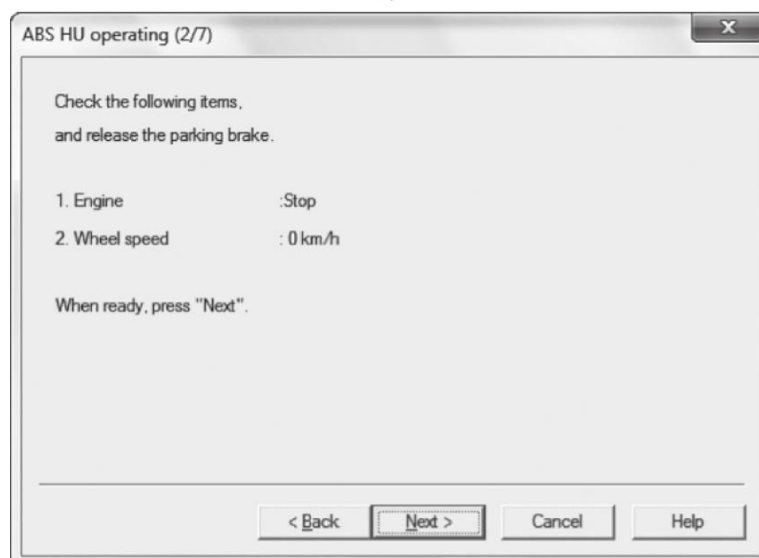 ABS HU operating (2/7)
x
Check the following items,
and release the parking brake.
1. Engine :Stop
2. Wheel speed : 0 km/h
When ready, press "Next".
< Back Next > Cancel Help